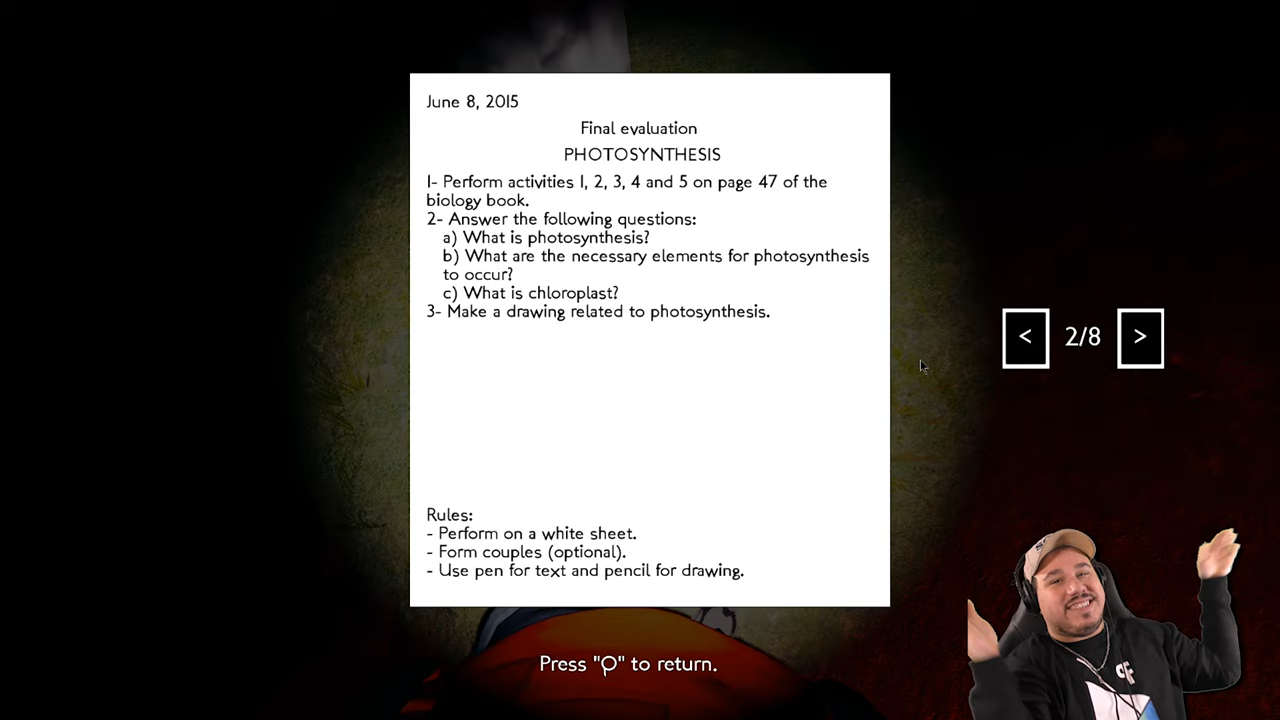 June 8, 2015
Final evaluation
PHOTOSYNTHESIS
1- Perform activities 1, 2, 3, 4 and 5 on page 47 of the
biology book.
2- Answer the following questions:
a) What is photosynthesis?
b) What are the necessary elements for photosynthesis
to occur?
c) What is chloroplast?
3- Make a drawing related to photosynthesis.
< 2/8 >
Rules:
- Perform on a white sheet.
- Form couples (optional).
- Use pen for text and pencil for drawing.
Press "Q" to return.